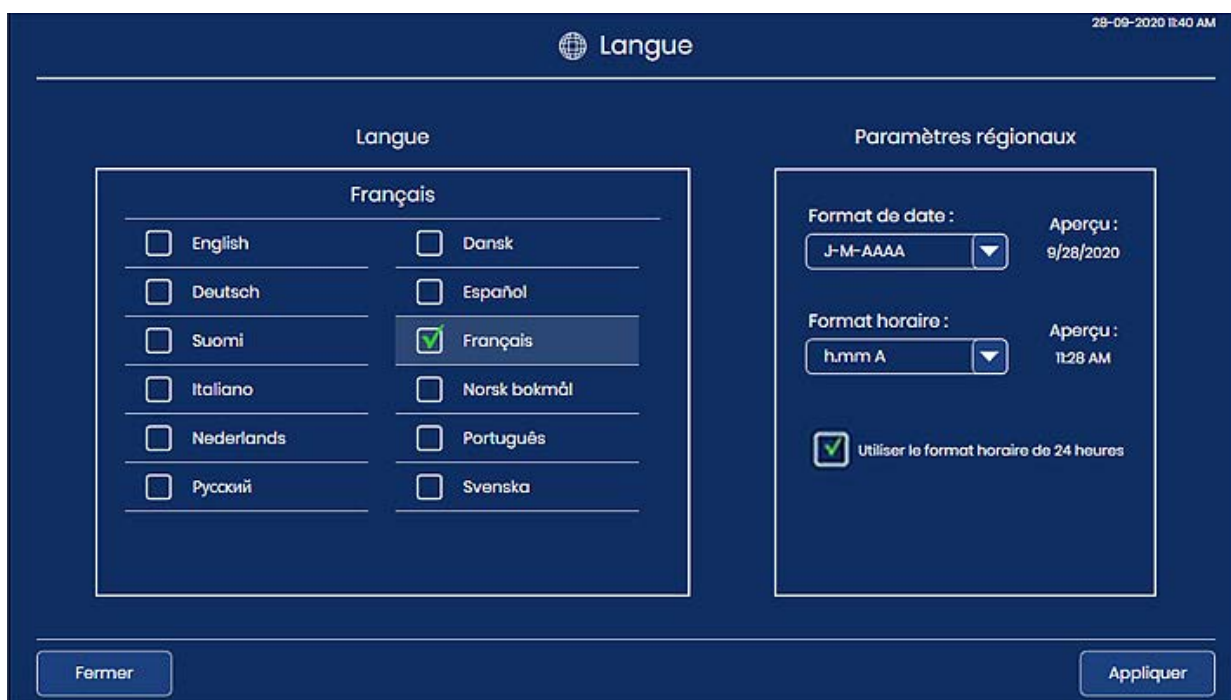 28-09-2020 11:40 AM
Langue
Langue
Français
English
Dansk
Deutsch
Español
Suomi
Français
Italiano
Norsk bokmål
Nederlands
Português
Русский
Svenska
Paramètres régionaux
Format de date :
Aperçu :
J-M-AAAA
9/28/2020
Format horaire :
Aperçu :
h.mm A
11:28 AM
Utiliser le format horaire de 24 heures
Fermer
Appliquer